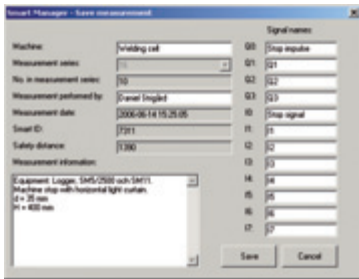 Smart Manager - Save measurement
Signal names:
Machine: Welding cell
Measurement series:
No. in measurement series: 10
Measurement performed by: Daniel Smgård
Measurement date: 2006-06-14 15:25:05
Smart ID: 7311
Safety distance: 1390
Measurement information:
Equipment: Logger, SM5/2500 och SM11.
Machine stop with horizontal light curtain.
d = 35 mm
H = 400 mm
Q0: Stop impulse
Q1: Q1
Q2: Q2
Q3: Q3
I0: Stop signal
I1: I1
I2: I2
I3: I3
I4: I4
I5: I5
I6: I6
I7: I7
Save Cancel